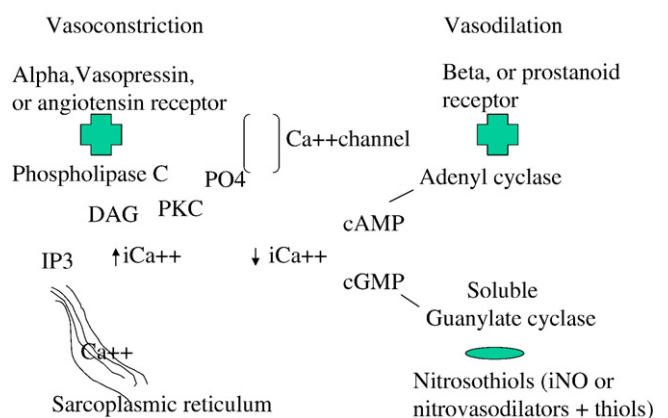 Vasoconstriction
Vasodilation
Alpha,Vasopressin,
or angiotensin receptor
Beta, or prostanoid
receptor
Ca++channel
Phospholipase C
PO4
Adenyl cyclase
DAG
PKC
cAMP
IP3
iCa++
iCa++
cGMP
Soluble
Guanylate cyclase
Ca++
Sarcoplasmic reticulum
Nitrosothiols (iNO or
nitrovasodilators + thiols)